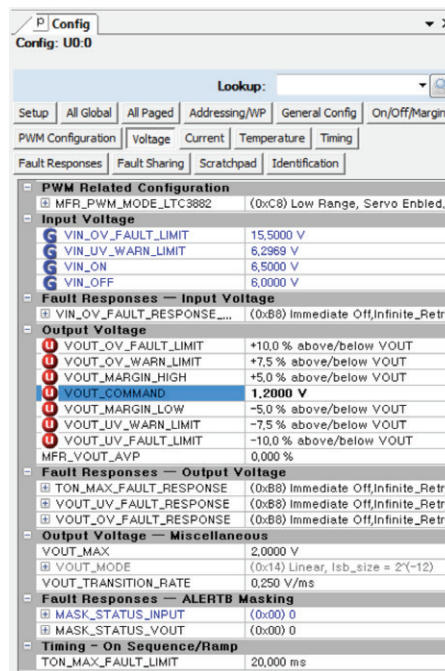 P Config
Config: U0:0
Lookup:
Setup All Global All Paged Addressing/WP General Config On/Off/Margin
PWM Configuration Voltage Current Temperature Timing
Fault Responses Fault Sharing Scratchpad Identification
PWM Related Configuration
MFR_PWM_MODE_LTC3882 (0xC8) Low Range, Servo Enbled,
Input Voltage
G VIN_OV_FAULT_LIMIT 15,5000 V
G VIN_UV_WARN_LIMIT 6,2969 V
G VIN_ON 6,5000 V
G VIN_OFF 6,0000 V
Fault Responses — Input Voltage
VIN_OV_FAULT_RESPONSE_... (0xB8) Immediate Off,Infinite_Retr
Output Voltage
U VOUT_OV_FAULT_LIMIT +10,0 % above/below VOUT
U VOUT_OV_WARN_LIMIT +7,5 % above/below VOUT
U VOUT_MARGIN_HIGH +5,0 % above/below VOUT
U VOUT_COMMAND 1,2000 V
U VOUT_MARGIN_LOW −5,0 % above/below VOUT
U VOUT_UV_WARN_LIMIT −7,5 % above/below VOUT
U VOUT_UV_FAULT_LIMIT −10,0 % above/below VOUT
MFR_VOUT_AVP 0,000 %
Fault Responses — Output Voltage
TON_MAX_FAULT_RESPONSE (0xB8) Immediate Off,Infinite_Retr
VOUT_UV_FAULT_RESPONSE (0xB8) Immediate Off,Infinite_Retr
VOUT_OV_FAULT_RESPONSE (0xB8) Immediate Off,Infinite_Retr
Output Voltage — Miscellaneous
VOUT_MAX 2,0000 V
VOUT_MODE (0x14) Linear, lsb_size = 2^(−12)
VOUT_TRANSITION_RATE 0,250 V/ms
Fault Responses — ALERTB Masking
MASK_STATUS_INPUT (0x00) 0
MASK_STATUS_VOUT (0x00) 0
Timing – On Sequence/Ramp
TON_MAX_FAULT_LIMIT 20,000 ms